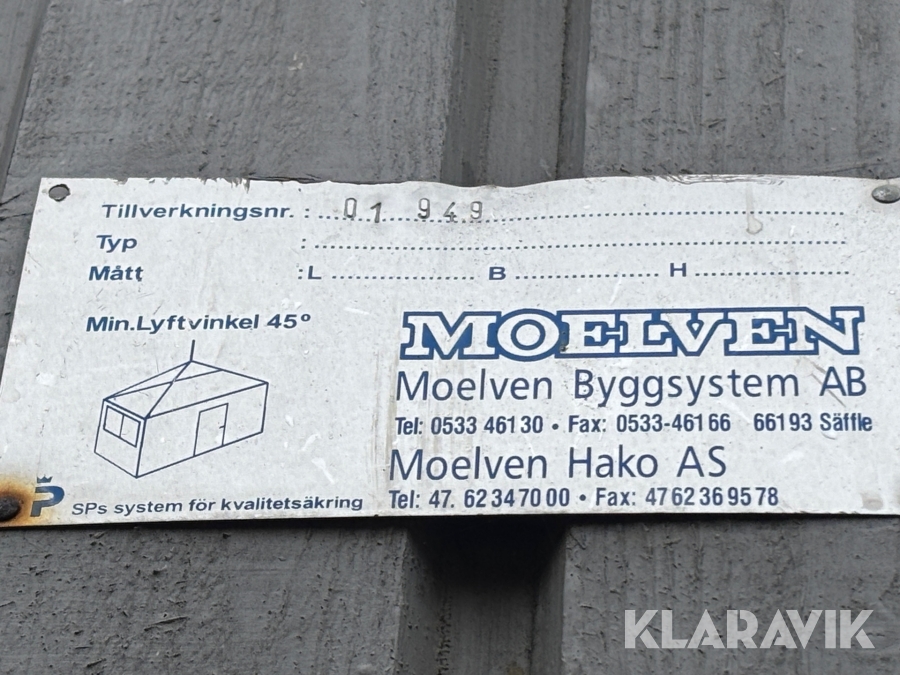 Tillverkningsnr. : 01 949
Typ :
Mått :L B H
Min.Lyftvinkel 45º
MOELVEN
Moelven Byggsystem AB
Tel: 0533 461 30 • Fax: 0533-461 66 661 93 Säffle
Moelven Hako AS
Tel: 47. 62 34 70 00 • Fax: 47 62 36 95 78
P SPs system för kvalitetsäkring
KLARAVIK